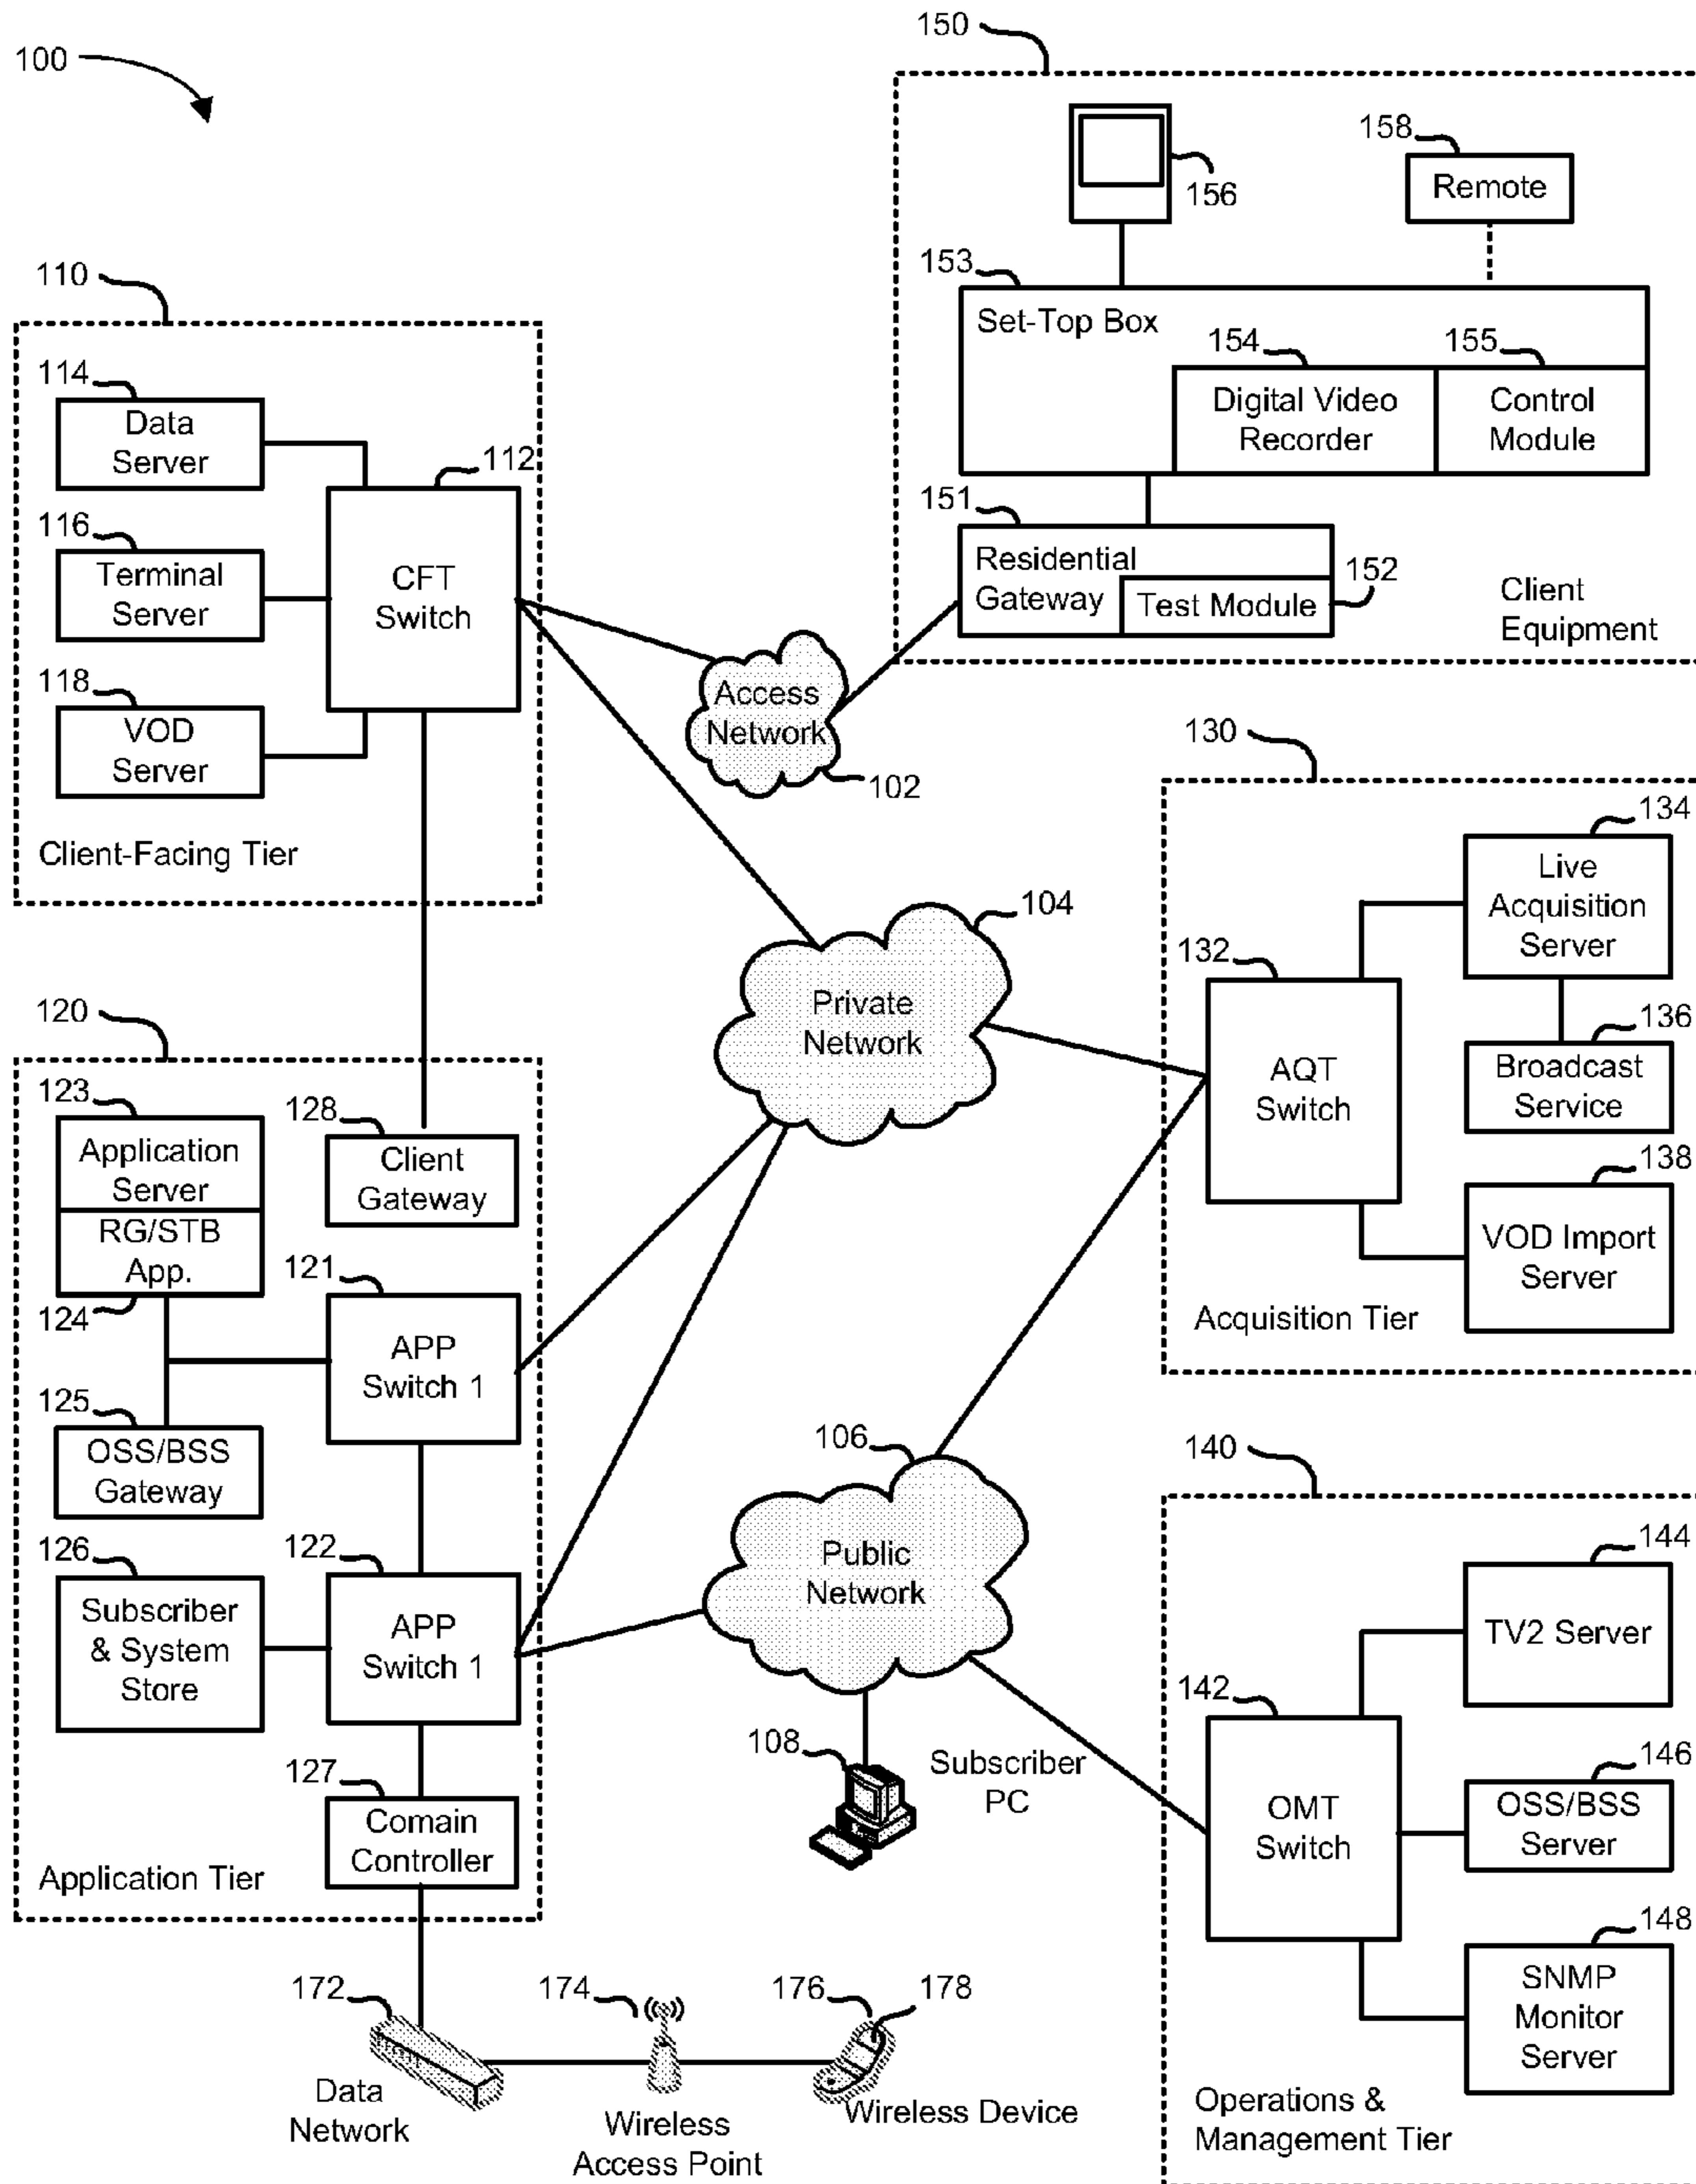 100
150
156
158
Remote
153
Set-Top Box
154
Digital Video
Recorder
155
Control
Module
151
Residential
Gateway
152
Test Module
Client
Equipment
110
114
Data
Server
112
CFT
Switch
116
Terminal
Server
118
VOD
Server
Client-Facing Tier
Access
Network
102
104
Private
Network
130
134
Live
Acquisition
Server
132
AQT
Switch
136
Broadcast
Service
138
VOD Import
Server
Acquisition Tier
120
123
Application
Server
RG/STB
App.
124
128
Client
Gateway
121
APP
Switch 1
125
OSS/BSS
Gateway
126
Subscriber
& System
Store
122
APP
Switch 1
127
Comain
Controller
Application Tier
106
Public
Network
108
Subscriber
PC
140
144
TV2 Server
142
OMT
Switch
146
OSS/BSS
Server
148
SNMP
Monitor
Server
Operations &
Management Tier
172
Data
Network
174
Wireless
Access Point
176
178
Wireless Device